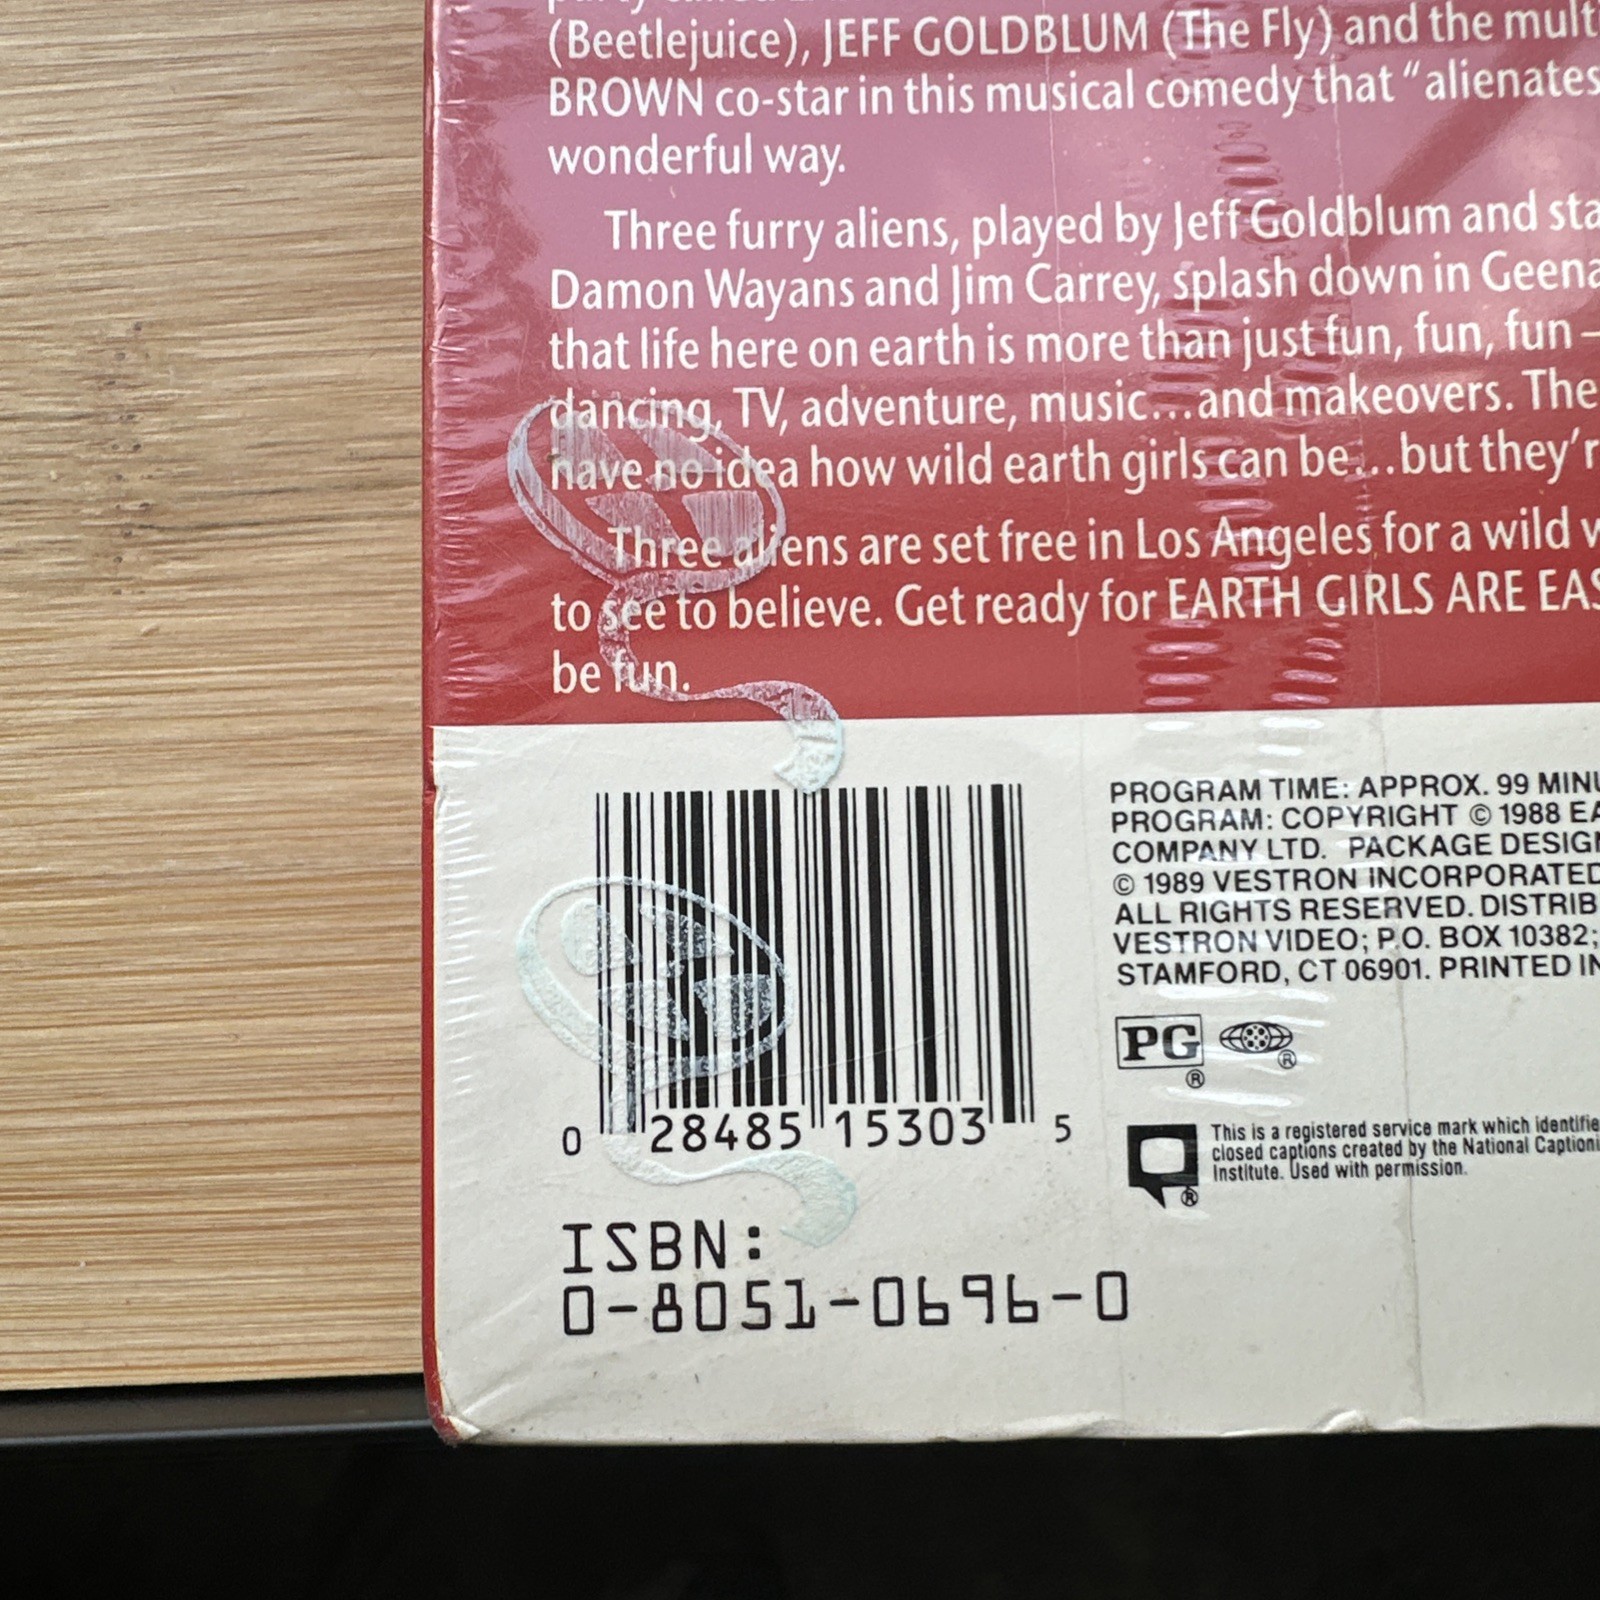 (Beetlejuice), JEFF GOLDBLUM (The Fly) and the mult
BROWN co-star in this musical comedy that “alienates
wonderful way.
Three furry aliens, played by Jeff Goldblum and sta
Damon Wayans and Jim Carrey, splash down in Geena
that life here on earth is more than just fun, fun, fun—
dancing, TV, adventure, music...and makeovers. The
have no idea how wild earth girls can be...but they’r
Three aliens are set free in Los Angeles for a wild w
to see to believe. Get ready for EARTH GIRLS ARE EAS
be fun.
PROGRAM TIME: APPROX. 99 MINU
PROGRAM: COPYRIGHT © 1988 EA
COMPANY LTD. PACKAGE DESIGN
© 1989 VESTRON INCORPORATED
ALL RIGHTS RESERVED. DISTRIB
VESTRON VIDEO; P.O. BOX 10382;
STAMFORD, CT 06901. PRINTED IN
PG ®
®
0 28485 15303 5
This is a registered service mark which identifie
closed captions created by the National Captioni
Institute. Used with permission.
®
ISBN:
0-8051-0696-0